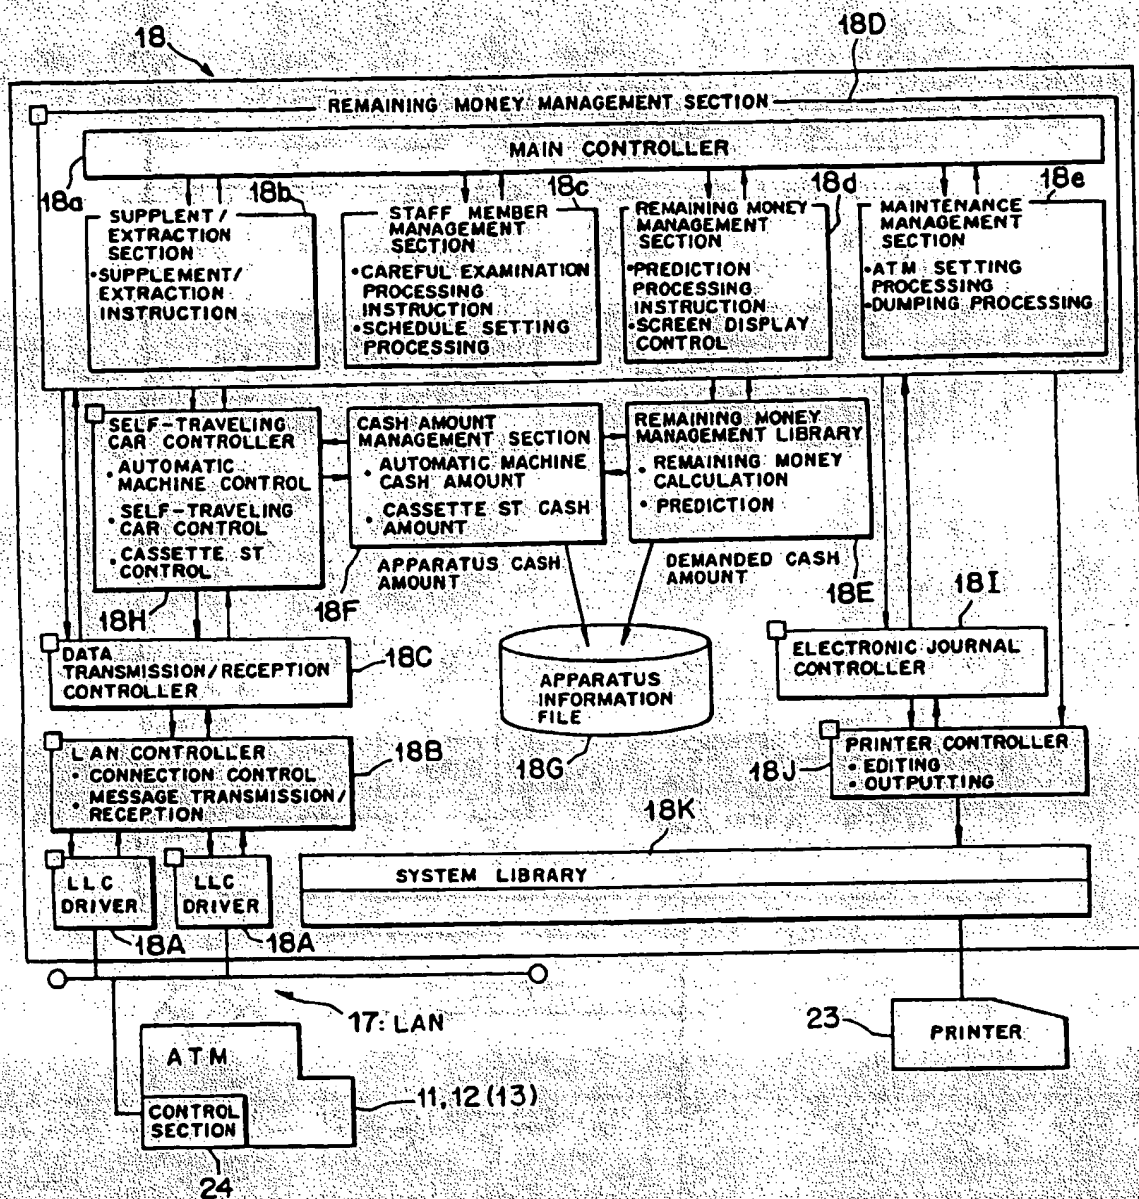 18
18D
REMAINING MONEY MANAGEMENT SECTION
MAIN CONTROLLER
18a
18b
18c
18d
18e
SUPPLENT/
EXTRACTION
SECTION
•SUPPLEMENT/
EXTRACTION
INSTRUCTION
STAFF MEMBER
MANAGEMENT
SECTION
•CAREFUL EXAMINATION
PROCESSING
INSTRUCTION
•SCHEDULE SETTING
PROCESSING
REMAINING MONEY
MANAGEMENT
SECTION
•PREDICTION
PROCESSING
INSTRUCTION
•SCREEN DISPLAY
CONTROL
MAINTENANCE
MANAGEMENT
SECTION
•ATM SETTING
PROCESSING
•DUMPING PROCESSING
SELF-TRAVELING
CAR CONTROLLER
• AUTOMATIC
MACHINE CONTROL
• SELF-TRAVELING
CAR CONTROL
• CASSETTE ST
CONTROL
CASH AMOUNT
MANAGEMENT SECTION
• AUTOMATIC MACHINE
CASH AMOUNT
• CASSETTE ST CASH
AMOUNT
REMAINING MONEY
MANAGEMENT LIBRARY
• REMAINING MONEY
CALCULATION
• PREDICTION
18H
18F
APPARATUS CASH
AMOUNT
DEMANDED CASH
AMOUNT
18E
18I
DATA
TRANSMISSION/RECEPTION
CONTROLLER
18C
APPARATUS
INFORMATION
FILE
18G
ELECTRONIC JOURNAL
CONTROLLER
LAN CONTROLLER
• CONNECTION CONTROL
• MESSAGE TRANSMISSION/
RECEPTION
18B
18J
PRINTER CONTROLLER
• EDITING
• OUTPUTTING
18K
LLC
DRIVER
LLC
DRIVER
SYSTEM LIBRARY
18A
18A
17: LAN
23
PRINTER
ATM
11, 12 (13)
CONTROL
SECTION
24